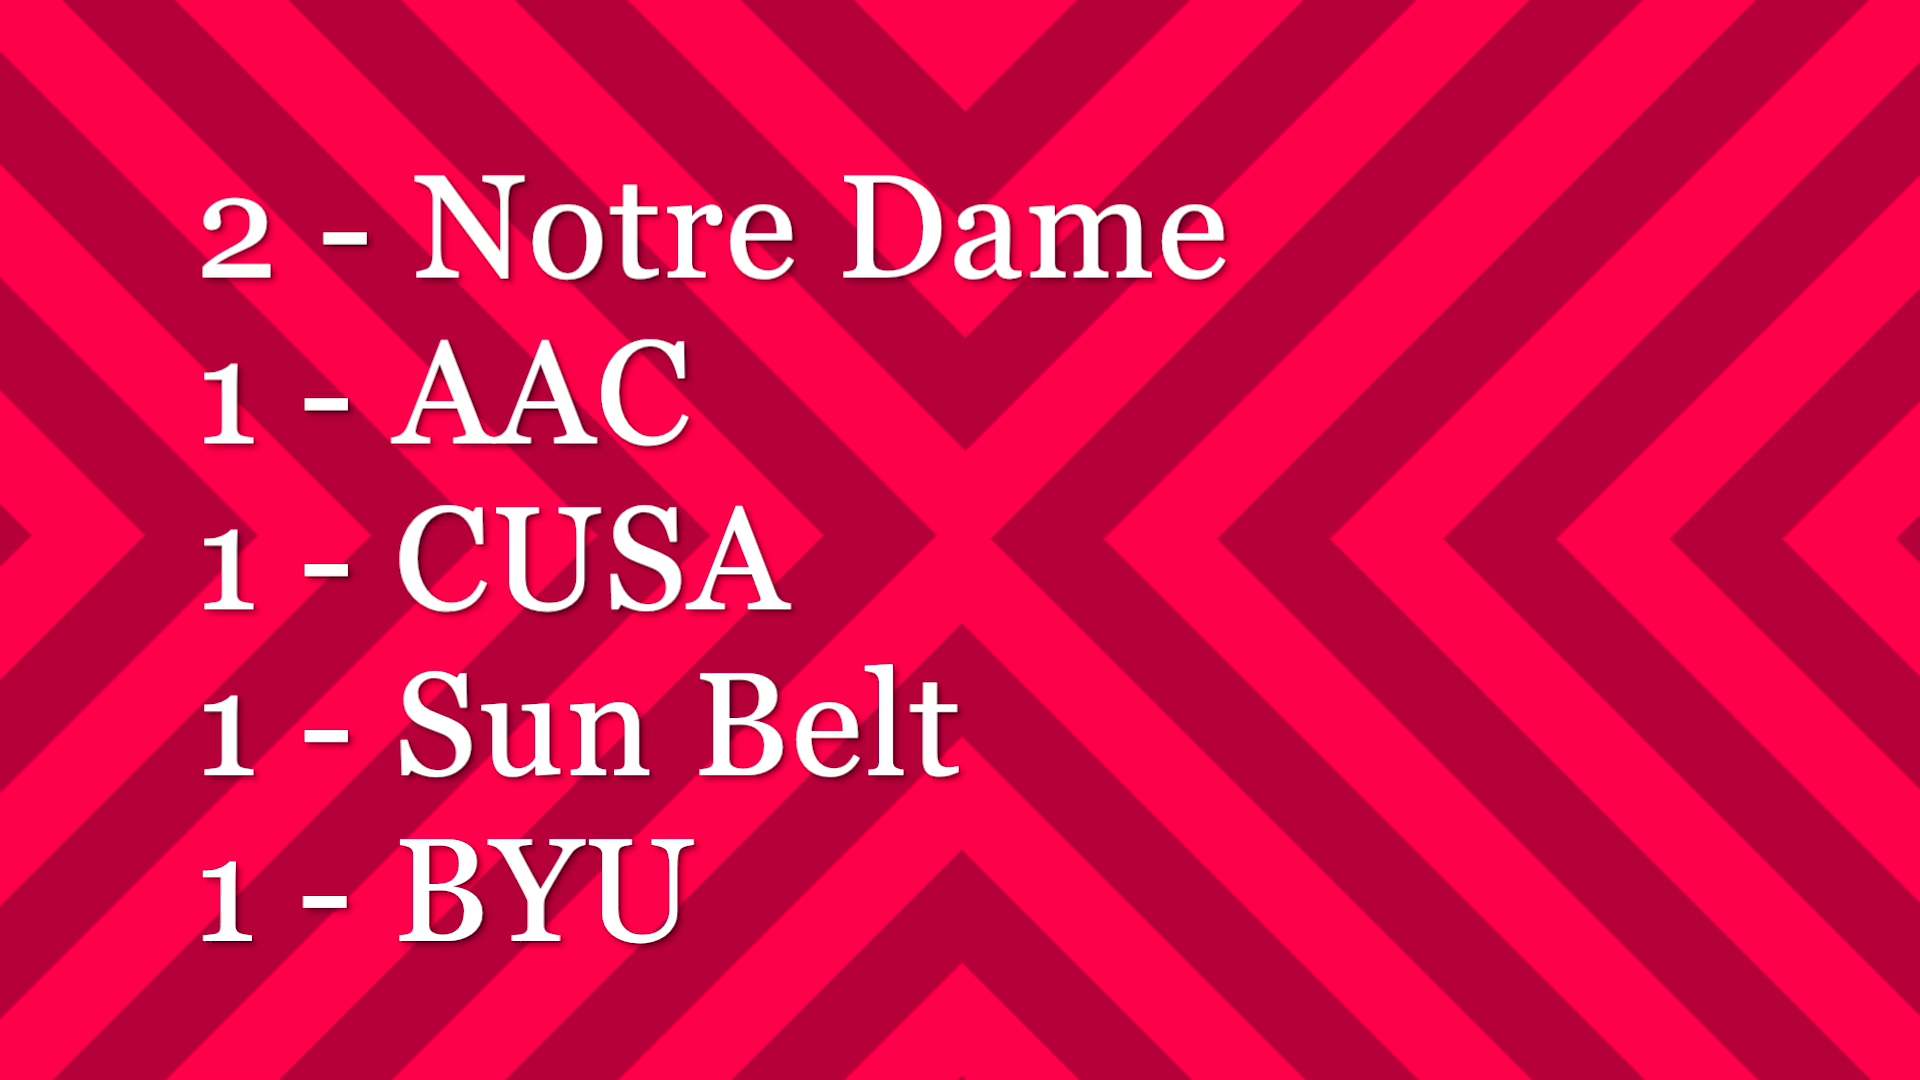 2 - Notre Dame
1 - AAC
1 - CUSA
1 - Sun Belt
1 - BYU